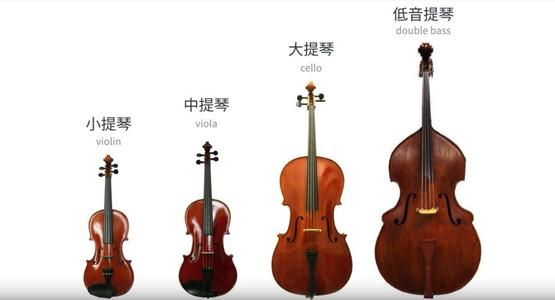 小提琴
violin
中提琴
viola
大提琴
cello
低音提琴
double bass